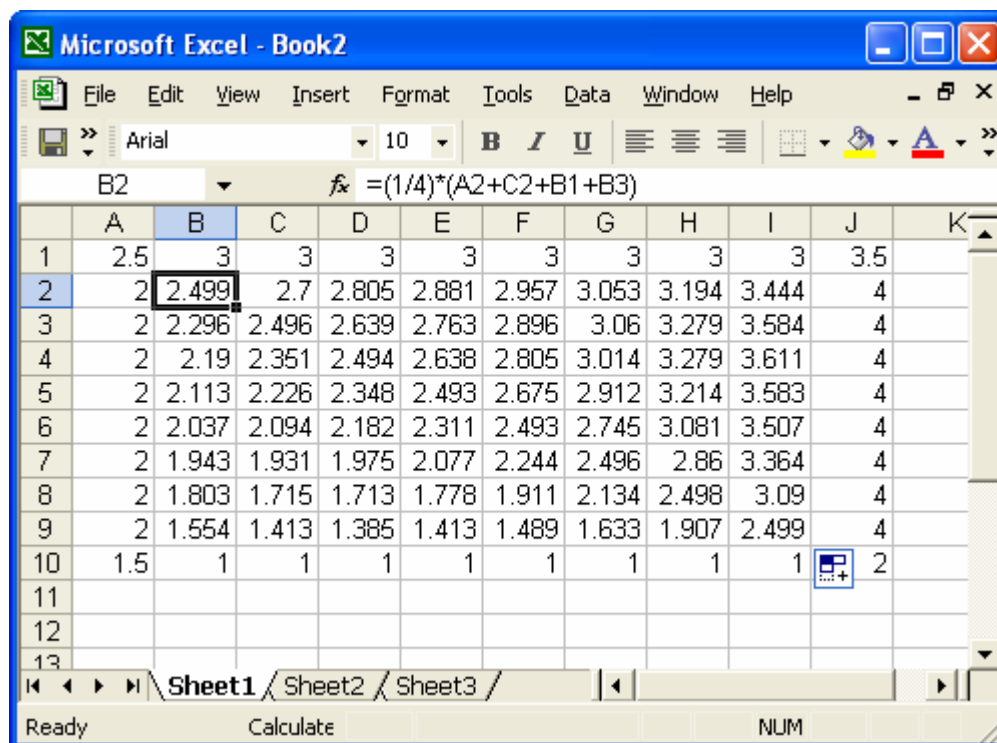 Microsoft Excel - Book2
File Edit View Insert Format Tools Data Window Help
Arial 10 B I U A
B2 fx =(1/4)*(A2+C2+B1+B3)
A B C D E F G H I J K
1 2.5 3 3 3 3 3 3 3 3 3.5
2 2 2.499 2.7 2.805 2.881 2.957 3.053 3.194 3.444 4
3 2 2.296 2.496 2.639 2.763 2.896 3.06 3.279 3.584 4
4 2 2.19 2.351 2.494 2.638 2.805 3.014 3.279 3.611 4
5 2 2.113 2.226 2.348 2.493 2.675 2.912 3.214 3.583 4
6 2 2.037 2.094 2.182 2.311 2.493 2.745 3.081 3.507 4
7 2 1.943 1.931 1.975 2.077 2.244 2.496 2.86 3.364 4
8 2 1.803 1.715 1.713 1.778 1.911 2.134 2.498 3.09 4
9 2 1.554 1.413 1.385 1.413 1.489 1.633 1.907 2.499 4
10 1.5 1 1 1 1 1 1 1 1 2
11
12
13
Sheet1 Sheet2 Sheet3
Ready Calculate NUM